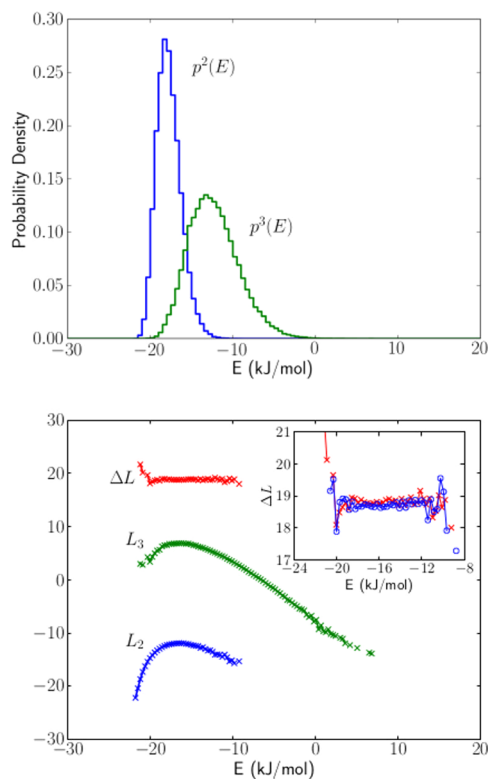 0.30
0.25
0.20
0.15
0.10
0.05
0.00
Probability Density
p²(E)
p³(E)
−30 −20 −10 0 10 20
E (kJ/mol)
30
20
10
0
−10
−20
−30
ΔL
L₃
L₂
−30 −20 −10 0 10 20
E (kJ/mol)
21
20
19
18
17
ΔL
−24 −20 −16 −12 −8
E (kJ/mol)